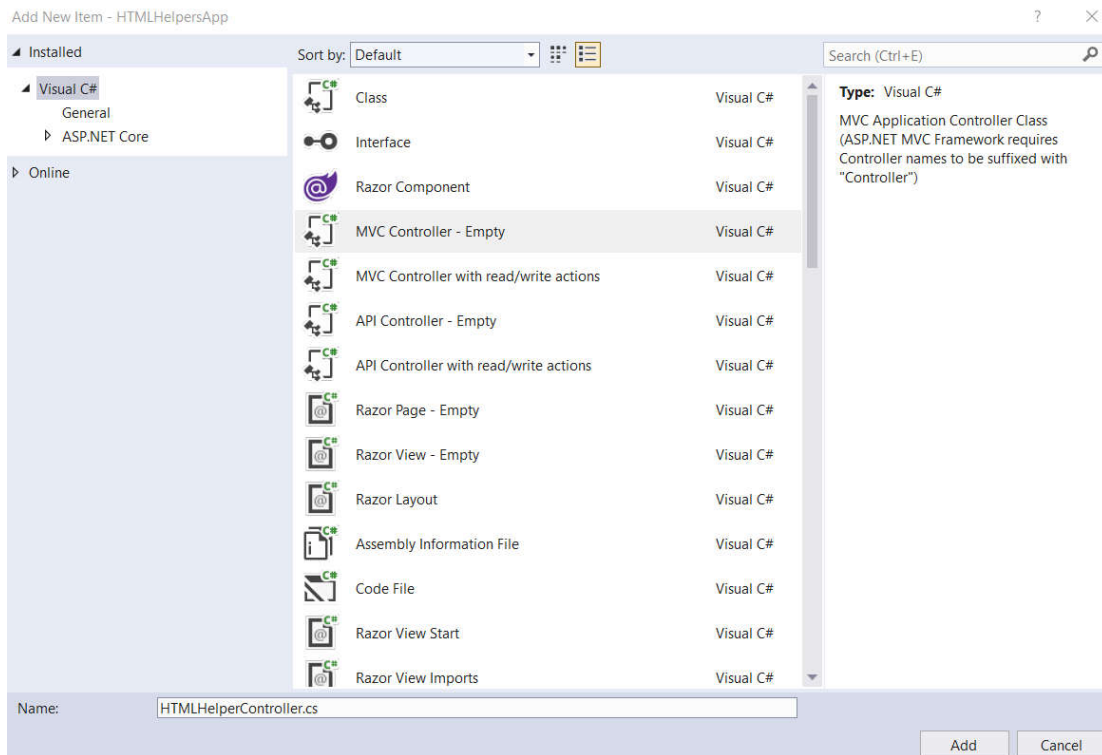 Add New Item - HTMLHelpersApp
?
Installed
Visual C#
General
ASP.NET Core
Online
Sort by: Default
Class Visual C#
Interface Visual C#
Razor Component Visual C#
MVC Controller - Empty Visual C#
MVC Controller with read/write actions Visual C#
API Controller - Empty Visual C#
API Controller with read/write actions Visual C#
Razor Page - Empty Visual C#
Razor View - Empty Visual C#
Razor Layout Visual C#
Assembly Information File Visual C#
Code File Visual C#
Razor View Start Visual C#
Razor View Imports Visual C#
Search (Ctrl+E)
Type: Visual C#
MVC Application Controller Class
(ASP.NET MVC Framework requires
Controller names to be suffixed with
"Controller")
Name: HTMLHelperController.cs
Add Cancel